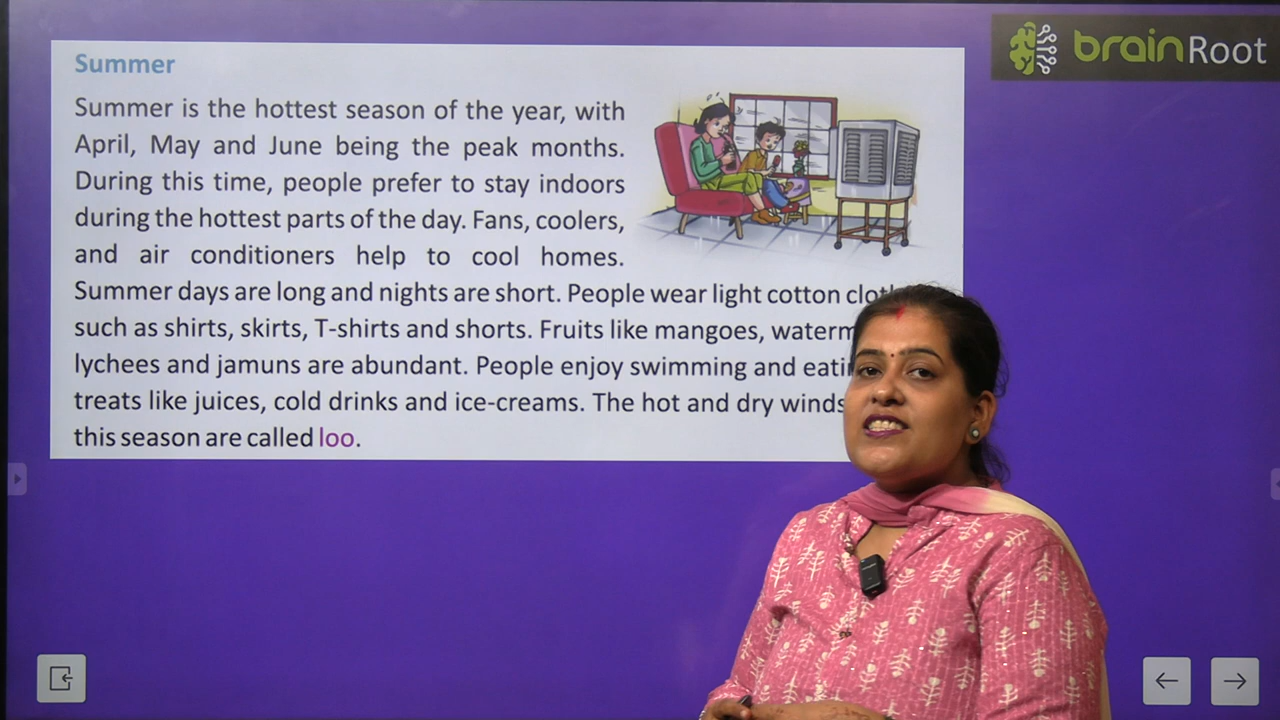 brainRoot
Summer
Summer is the hottest season of the year, with
April, May and June being the peak months.
During this time, people prefer to stay indoors
during the hottest parts of the day. Fans, coolers,
and air conditioners help to cool homes.
Summer days are long and nights are short. People wear light cotton
such as shirts, skirts, T-shirts and shorts. Fruits like mangoes,
lychees and jamuns are abundant. People enjoy swimming and
treats like juices, cold drinks and ice-creams. The hot and dry winds
this season are called loo.